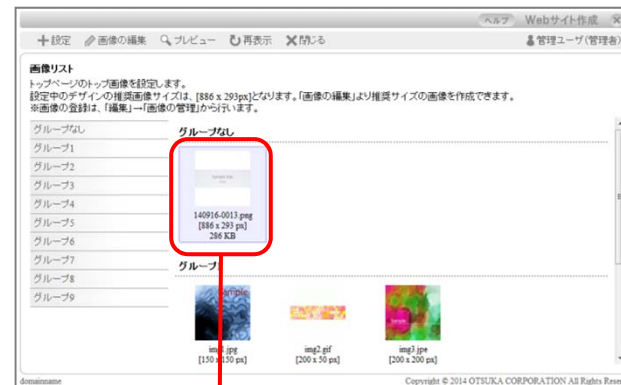 ヘルプ Webサイト作成
設定 画像の編集 プレビュー 再表示 閉じる 管理ユーザ(管理者)
画像リスト
トップページのトップ画像を設定します。
設定中のデザインの推奨画像サイズは、[886 x 293px]となります。「画像の編集」より推奨サイズの画像を作成できます。
※画像の登録は、「編集」→「画像の管理」から行います。
グループなし
グループ1
グループ2
グループ3
グループ4
グループ5
グループ6
グループ7
グループ8
グループ9
グループなし
140916-0013.png
[886 x 293 px]
286 KB
Sample
img1.jpg
[150 x 150 px]
img2.gif
[200 x 50 px]
img3.jpe
[200 x 200 px]
domainname
Copyright © 2014 OTSUKA CORPORATION All Rights Reser